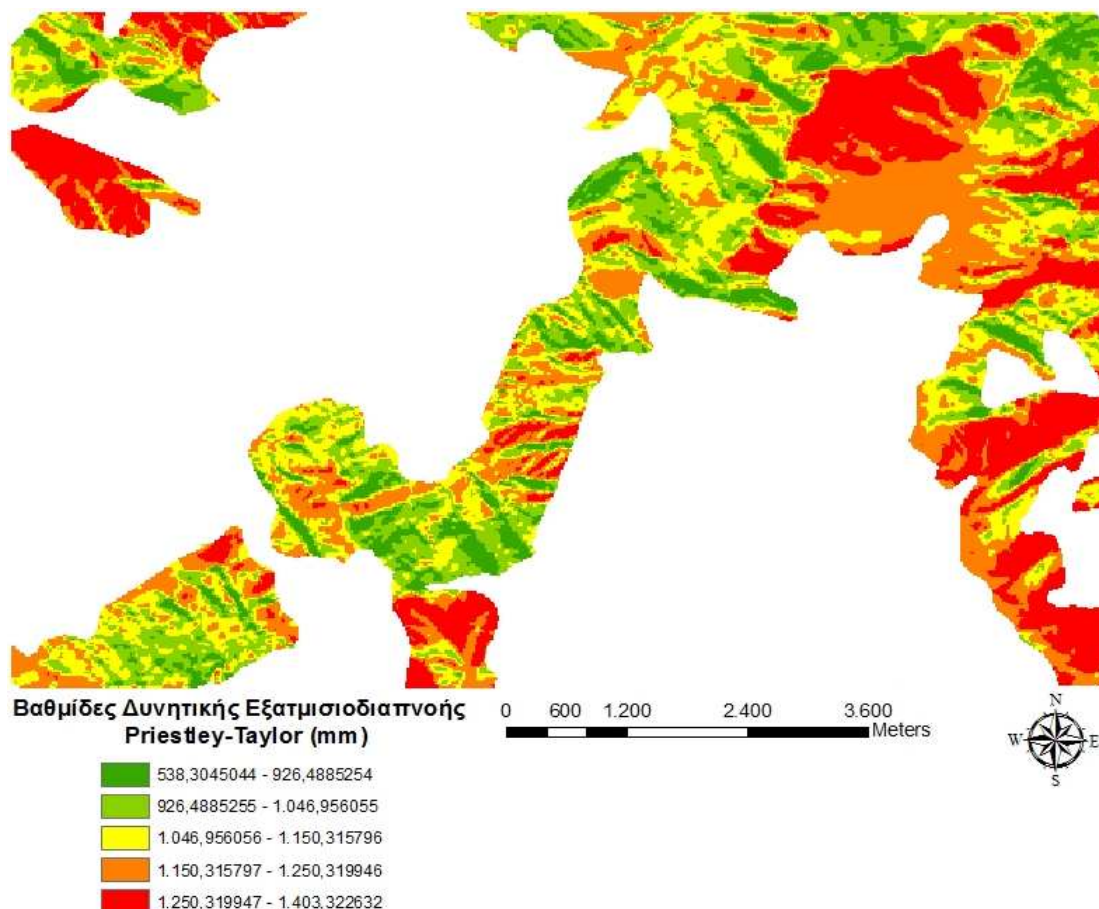 Βαθμίδες Δυνητικής Εξατμισιοδιαπνοής
Priestley-Taylor (mm)
538,3045044 - 926,4885254
926,4885255 - 1.046,956055
1.046,956056 - 1.150,315796
1.150,315797 - 1.250,319946
1.250,319947 - 1.403,322632
0 600 1.200 2.400 3.600
Meters
N
W E
S